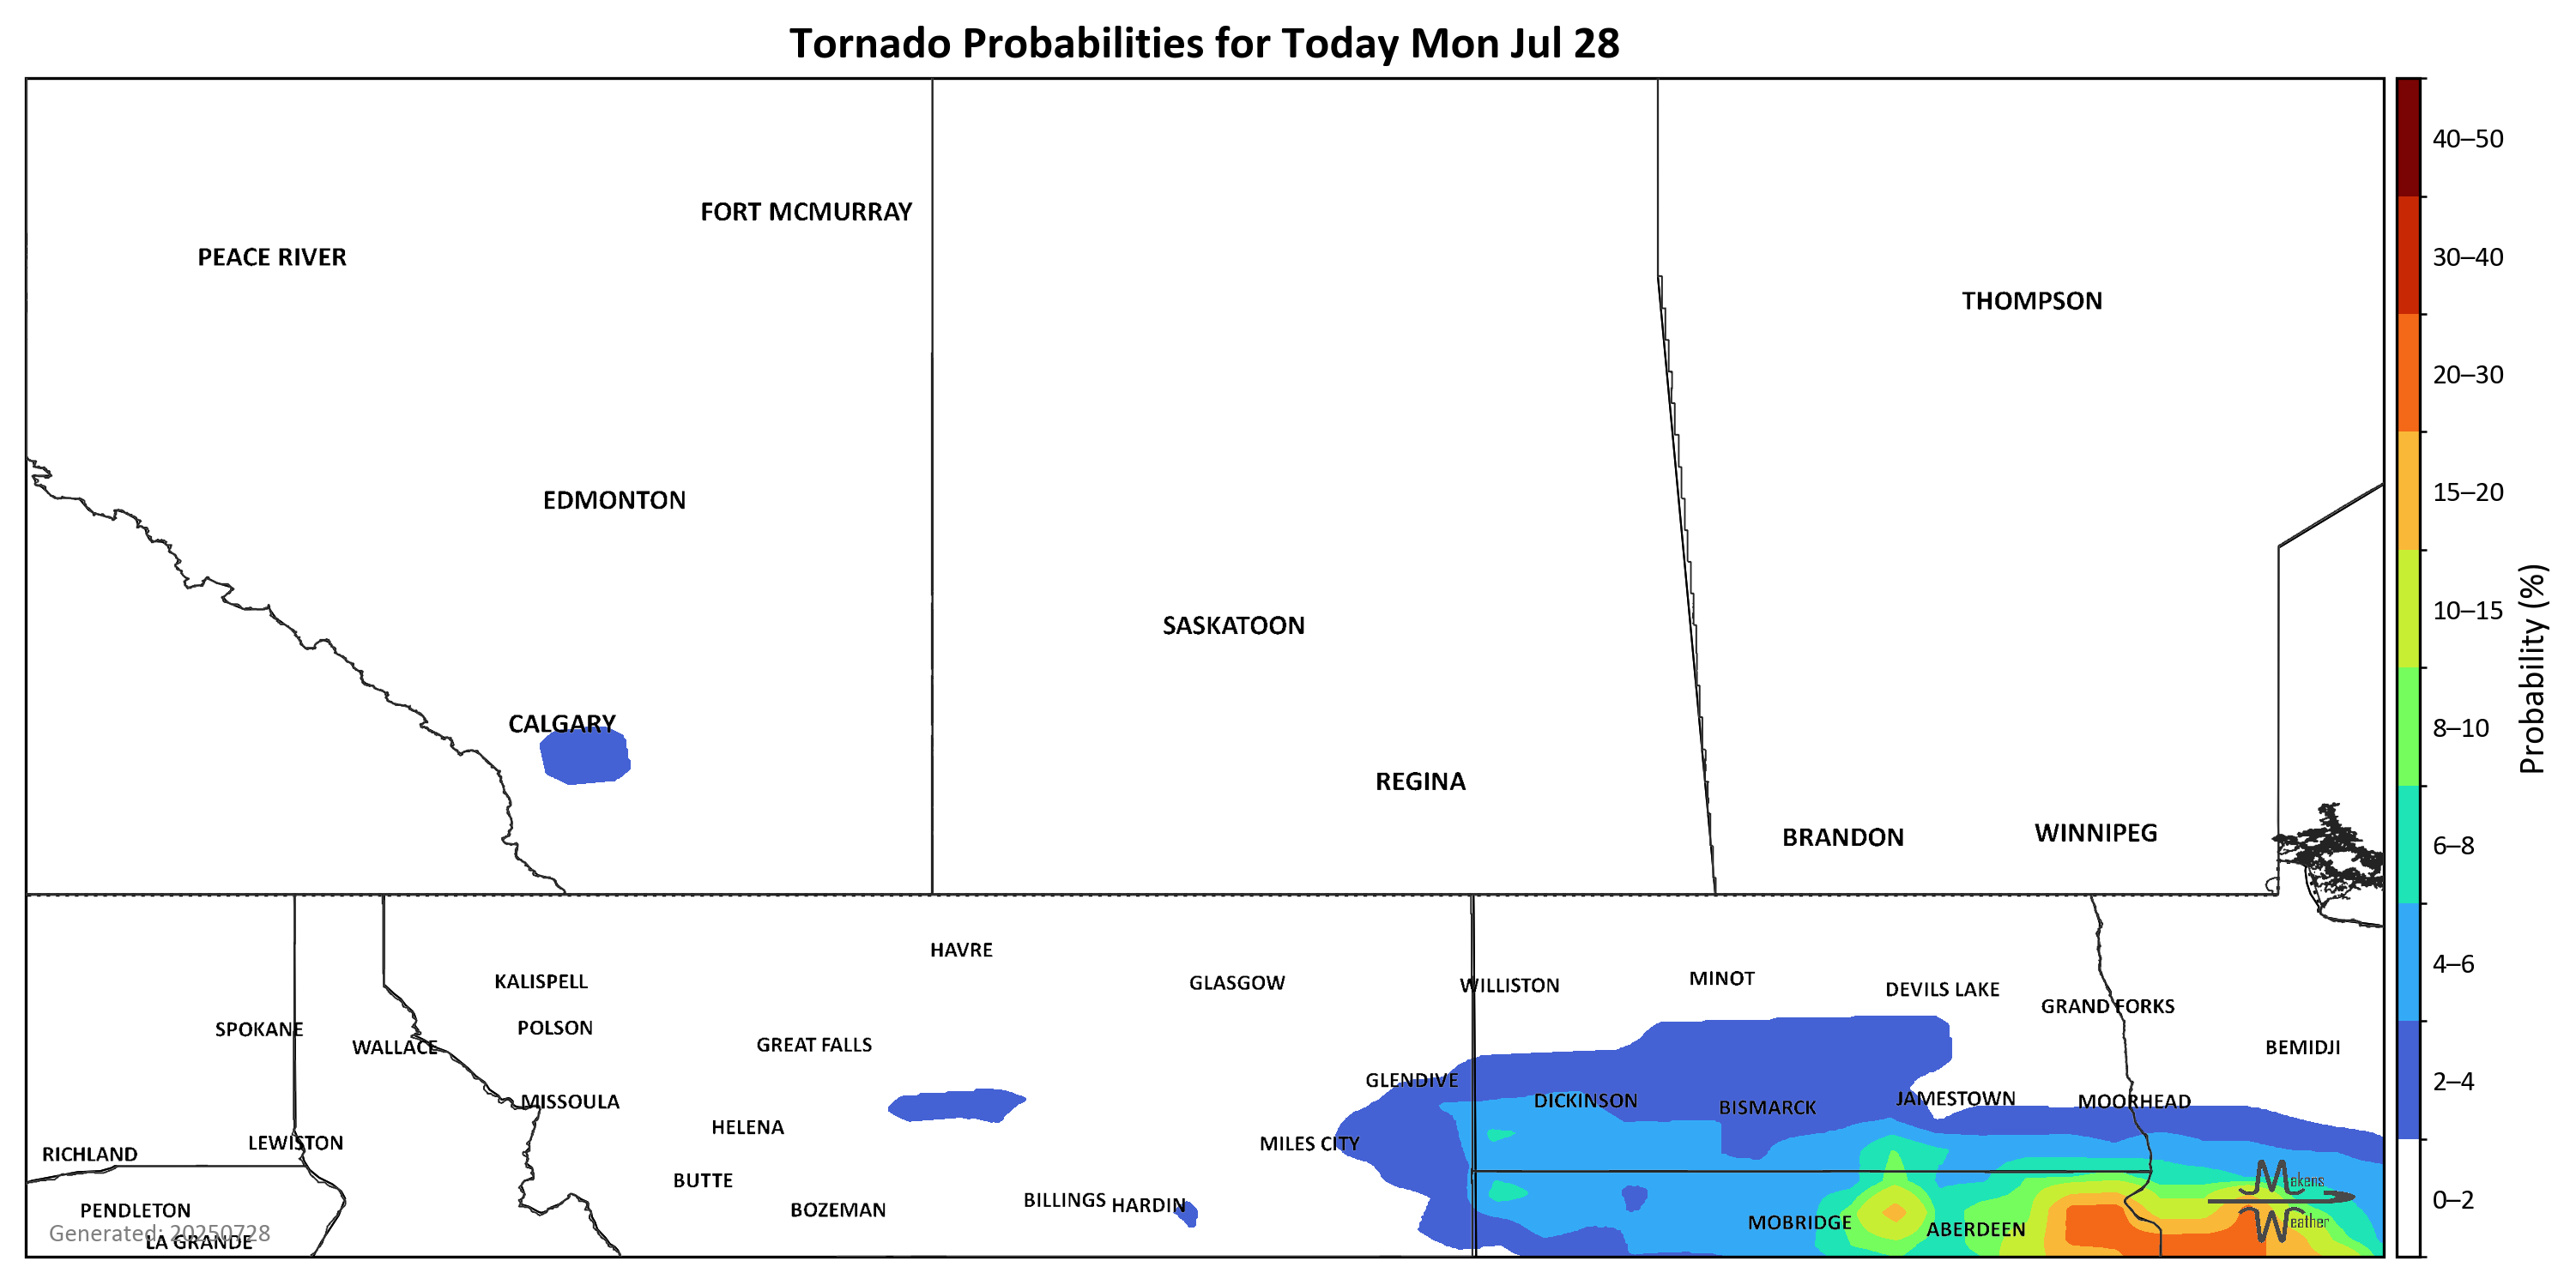 Tornado Probabilities for Today Mon Jul 28
40–50
FORT MCMURRAY
PEACE RIVER
30–40
THOMPSON
20–30
EDMONTON
15–20
10–15
SASKATOON
Probability (%)
CALGARY
8–10
REGINA
BRANDON
WINNIPEG
6–8
HAVRE
4–6
KALISPELL
GLASGOW
WILLISTON
MINOT
DEVILS LAKE
GRAND FORKS
SPOKANE
POLSON
WALLACE
GREAT FALLS
BEMIDJI
GLENDIVE
2–4
MISSOULA
DICKINSON
BISMARCK
JAMESTOWN
MOORHEAD
HELENA
LEWISTON
MILES CITY
RICHLAND
BUTTE
Makens
Weather
0–2
PENDLETON
BOZEMAN
BILLINGS
HARDIN
MOBRIDGE
ABERDEEN
Generated: 20250728
LA GRANDE